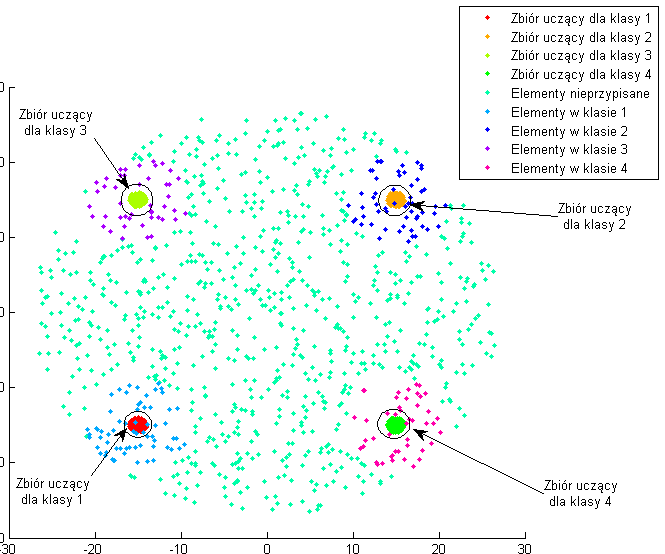 Zbiór uczący dla klasy 1
Zbiór uczący dla klasy 2
Zbiór uczący dla klasy 3
Zbiór uczący dla klasy 4
Elementy nieprzypisane
Elementy w klasie 1
Elementy w klasie 2
Elementy w klasie 3
Elementy w klasie 4
Zbiór uczący
dla klasy 3
Zbiór uczący
dla klasy 2
Zbiór uczący
dla klasy 1
Zbiór uczący
dla klasy 4
-30 -20 -10 0 10 20 30